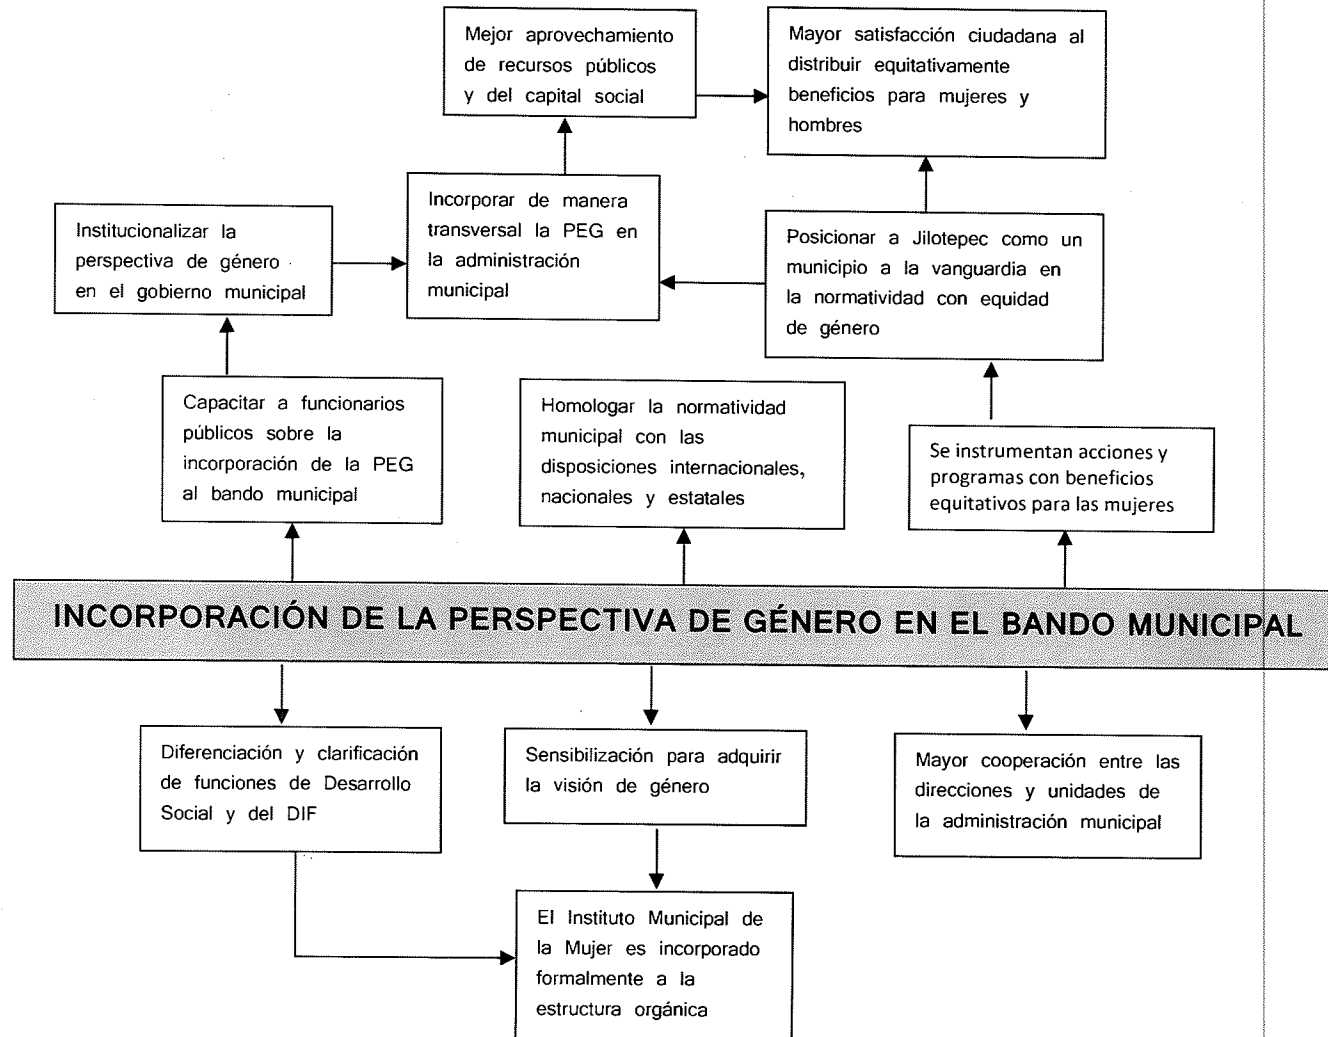 Mejor aprovechamiento
de recursos públicos
y del capital social
Mayor satisfacción ciudadana al
distribuir equitativamente
beneficios para mujeres y
hombres
Institucionalizar la
perspectiva de género
en el gobierno municipal
Incorporar de manera
transversal la PEG en
la administración
municipal
Posicionar a Jilotepec como un
municipio a la vanguardia en
la normatividad con equidad
de género
Capacitar a funcionarios
públicos sobre la
incorporación de la PEG
al bando municipal
Homologar la normatividad
municipal con las
disposiciones internacionales,
nacionales y estatales
Se instrumentan acciones y
programas con beneficios
equitativos para las mujeres
INCORPORACIÓN DE LA PERSPECTIVA DE GÉNERO EN EL BANDO MUNICIPAL
Diferenciación y clarificación
de funciones de Desarrollo
Social y del DIF
Sensibilización para adquirir
la visión de género
Mayor cooperación entre las
direcciones y unidades de
la administración municipal
El Instituto Municipal de
la Mujer es incorporado
formalmente a la
estructura orgánica